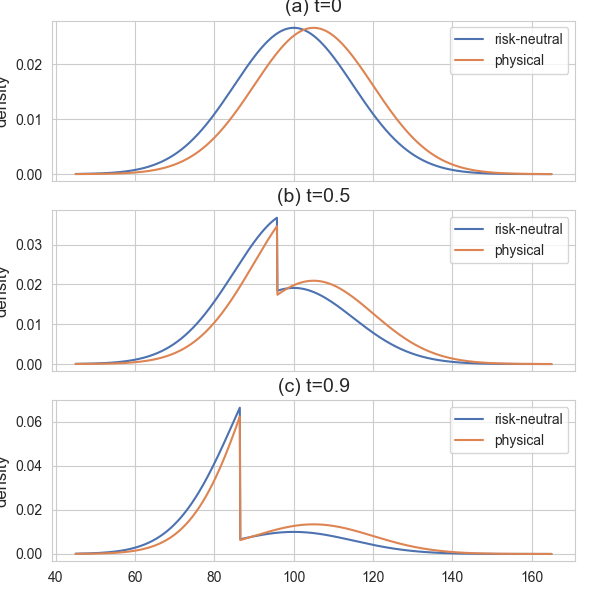 (a) t=0
density
0.02
0.01
0.00
risk-neutral
physical
(b) t=0.5
density
0.03
0.02
0.01
0.00
risk-neutral
physical
(c) t=0.9
density
0.06
0.04
0.02
0.00
risk-neutral
physical
40 60 80 100 120 140 160